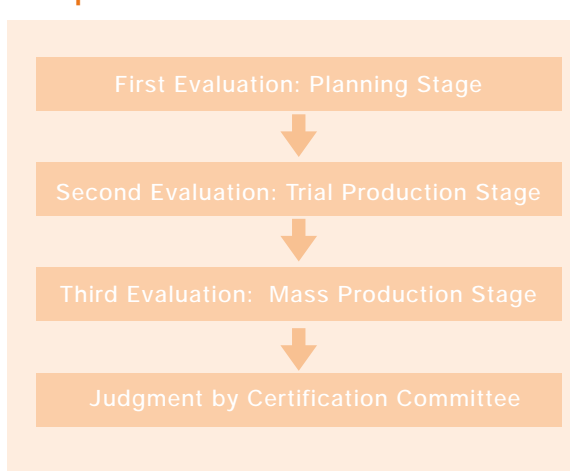 First Evaluation: Planning Stage
Second Evaluation: Trial Production Stage
Third Evaluation: Mass Production Stage
Judgment by Certification Committee